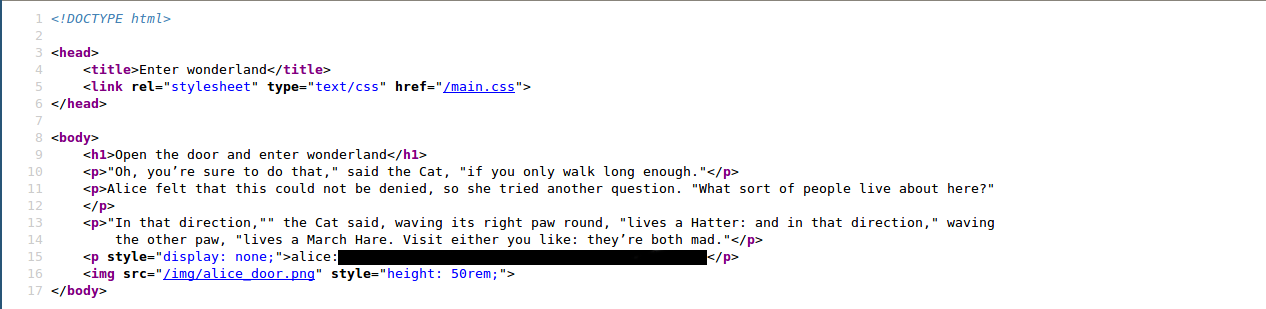 1 <!DOCTYPE html>
2
3 <head>
4     <title>Enter wonderland</title>
5     <link rel="stylesheet" type="text/css" href="/main.css">
6 </head>
7
8 <body>
9     <h1>Open the door and enter wonderland</h1>
10     <p>"Oh, you’re sure to do that," said the Cat, "if you only walk long enough."</p>
11     <p>Alice felt that this could not be denied, so she tried another question. "What sort of people live about here?"
12     </p>
13     <p>"In that direction,"" the Cat said, waving its right paw round, "lives a Hatter: and in that direction," waving
14         the other paw, "lives a March Hare. Visit either you like: they’re both mad."</p>
15     <p style="display: none;">alice:</p>
16     <img src="/img/alice_door.png" style="height: 50rem;">
17 </body>